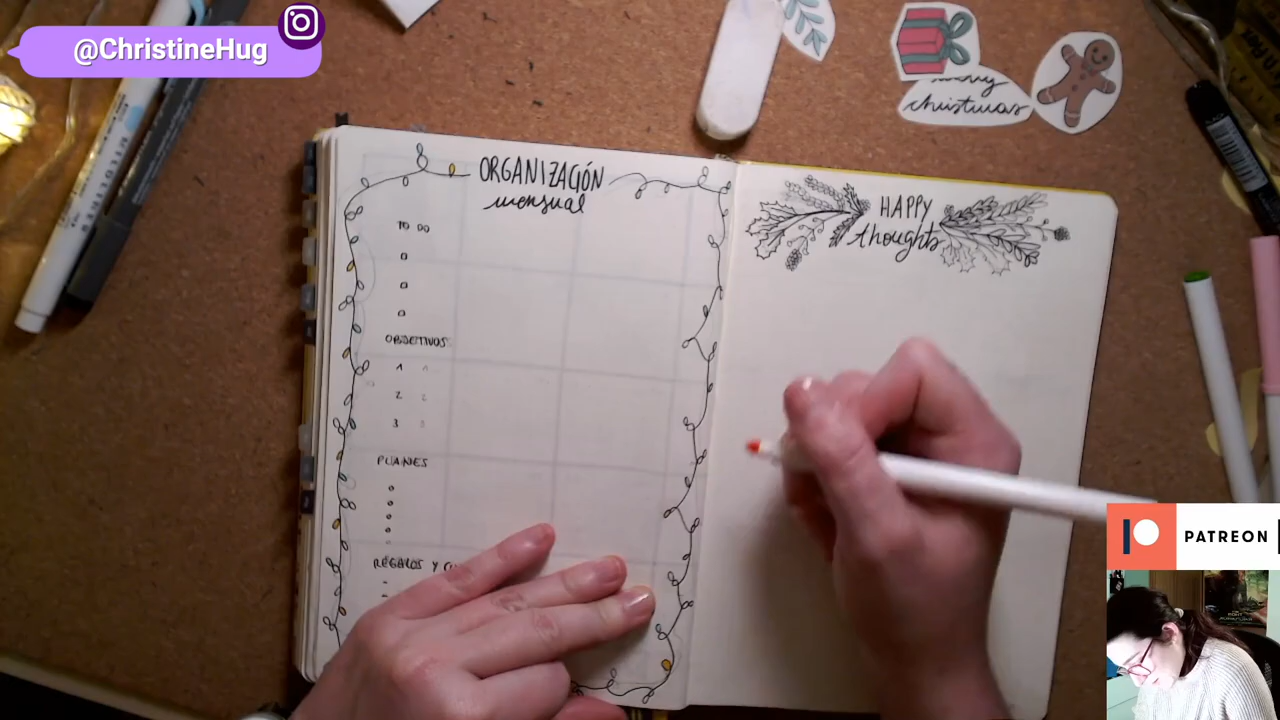 @ChristineHug
merry
christmas
ORGANIZACIÓN
mensual
TO DO
OBJETIVOS
1
2
3
PLANES
REGALOS Y
HAPPY
thoughts
PATREON